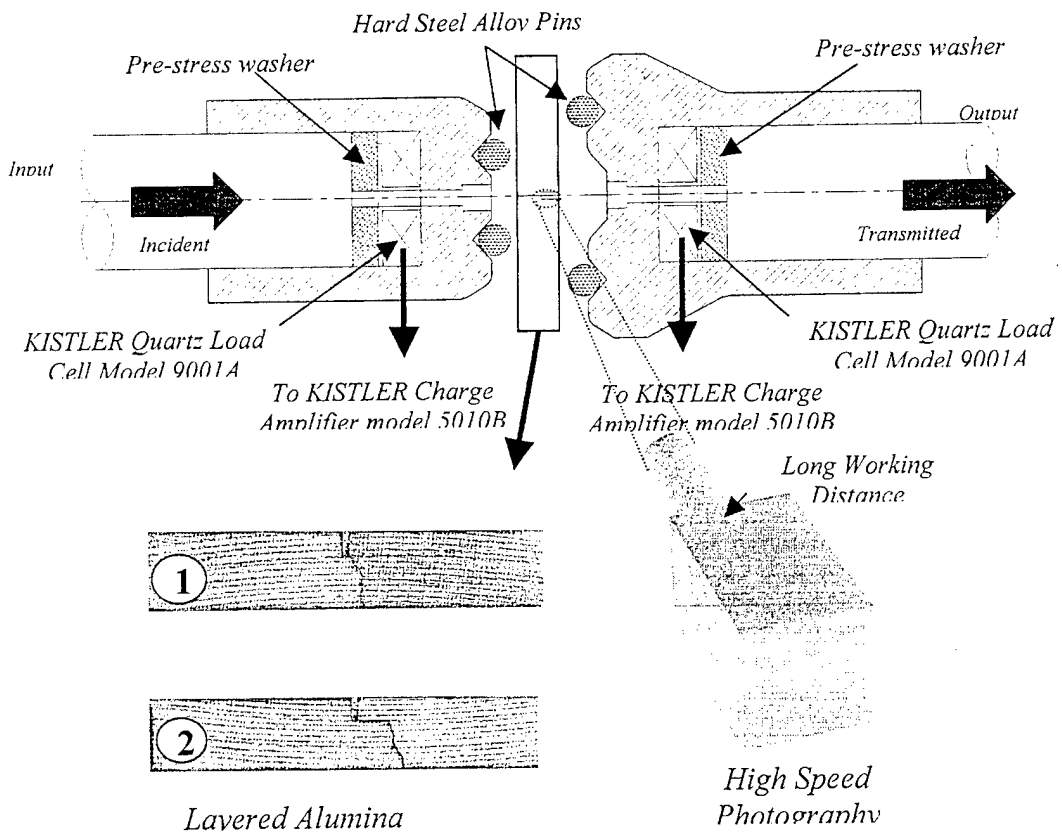 Hard Steel Alloy Pins
Pre-stress washer
Pre-stress washer
Input
Output
Incident
Transmitted
KISTLER Quartz Load
Cell Model 9001A
KISTLER Quartz Load
Cell Model 9001A
To KISTLER Charge
Amplifier model 5010B
To KISTLER Charge
Amplifier model 5010B
Long Working
Distance
1
2
High Speed
Photography
Layered Alumina